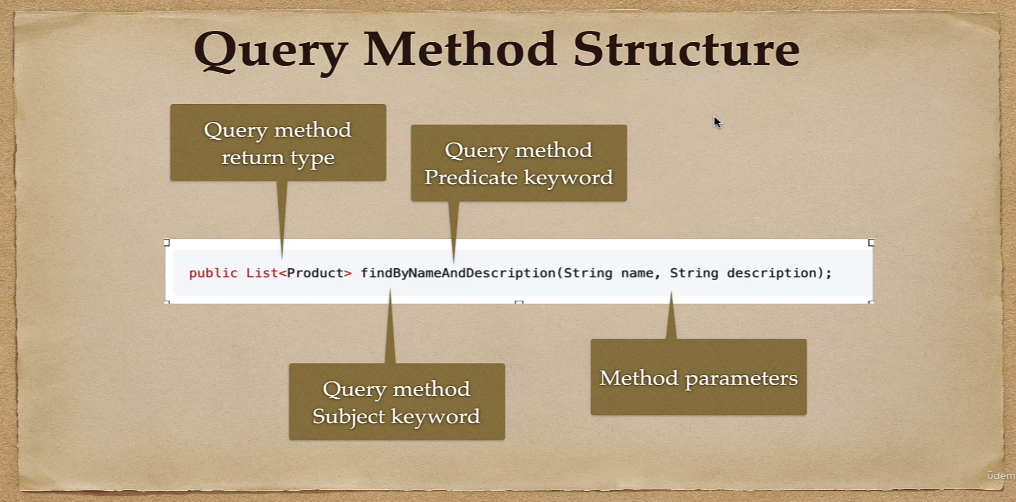 Query Method Structure
Query method
return type
Query method
Predicate keyword
public List<Product> findByNameAndDescription(String name, String description);
Query method
Subject keyword
Method parameters